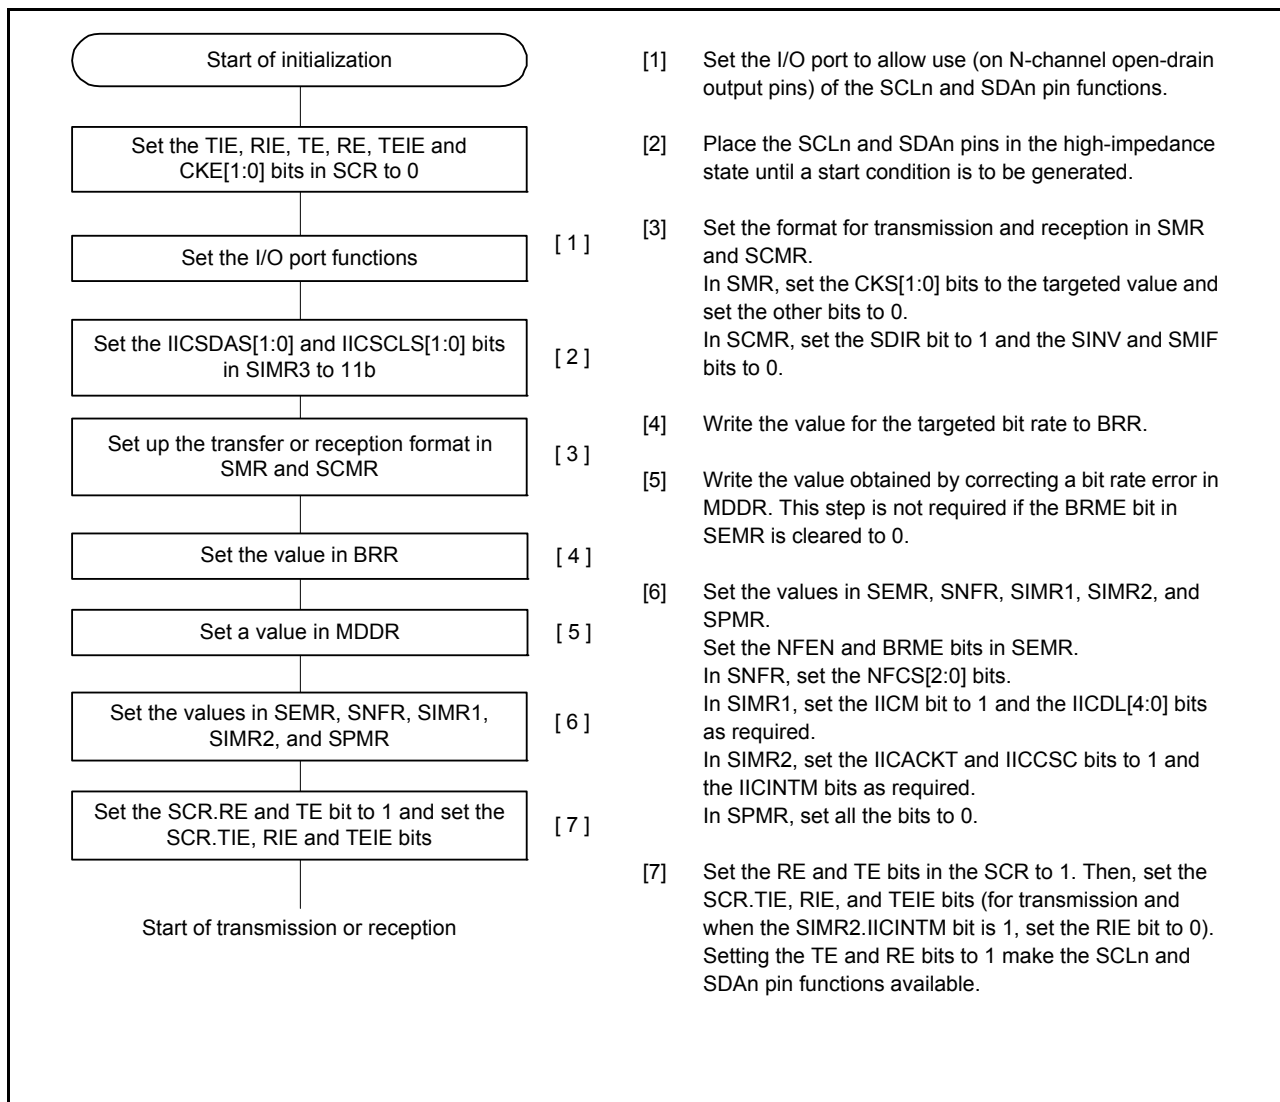 Start of initialization
Set the TIE, RIE, TE, RE, TEIE and
CKE[1:0] bits in SCR to 0
Set the I/O port functions
[ 1 ]
Set the IICSDAS[1:0] and IICSCLS[1:0] bits
in SIMR3 to 11b
[ 2 ]
Set up the transfer or reception format in
SMR and SCMR
[ 3 ]
Set the value in BRR
[ 4 ]
Set a value in MDDR
[ 5 ]
Set the values in SEMR, SNFR, SIMR1,
SIMR2, and SPMR
[ 6 ]
Set the SCR.RE and TE bit to 1 and set the
SCR.TIE, RIE and TEIE bits
[ 7 ]
Start of transmission or reception
[1] Set the I/O port to allow use (on N-channel open-drain
output pins) of the SCLn and SDAn pin functions.
[2] Place the SCLn and SDAn pins in the high-impedance
state until a start condition is to be generated.
[3] Set the format for transmission and reception in SMR
and SCMR.
In SMR, set the CKS[1:0] bits to the targeted value and
set the other bits to 0.
In SCMR, set the SDIR bit to 1 and the SINV and SMIF
bits to 0.
[4] Write the value for the targeted bit rate to BRR.
[5] Write the value obtained by correcting a bit rate error in
MDDR. This step is not required if the BRME bit in
SEMR is cleared to 0.
[6] Set the values in SEMR, SNFR, SIMR1, SIMR2, and
SPMR.
Set the NFEN and BRME bits in SEMR.
In SNFR, set the NFCS[2:0] bits.
In SIMR1, set the IICM bit to 1 and the IICDL[4:0] bits
as required.
In SIMR2, set the IICACKT and IICCSC bits to 1 and
the IICINTM bits as required.
In SPMR, set all the bits to 0.
[7] Set the RE and TE bits in the SCR to 1. Then, set the
SCR.TIE, RIE, and TEIE bits (for transmission and
when the SIMR2.IICINTM bit is 1, set the RIE bit to 0).
Setting the TE and RE bits to 1 make the SCLn and
SDAn pin functions available.